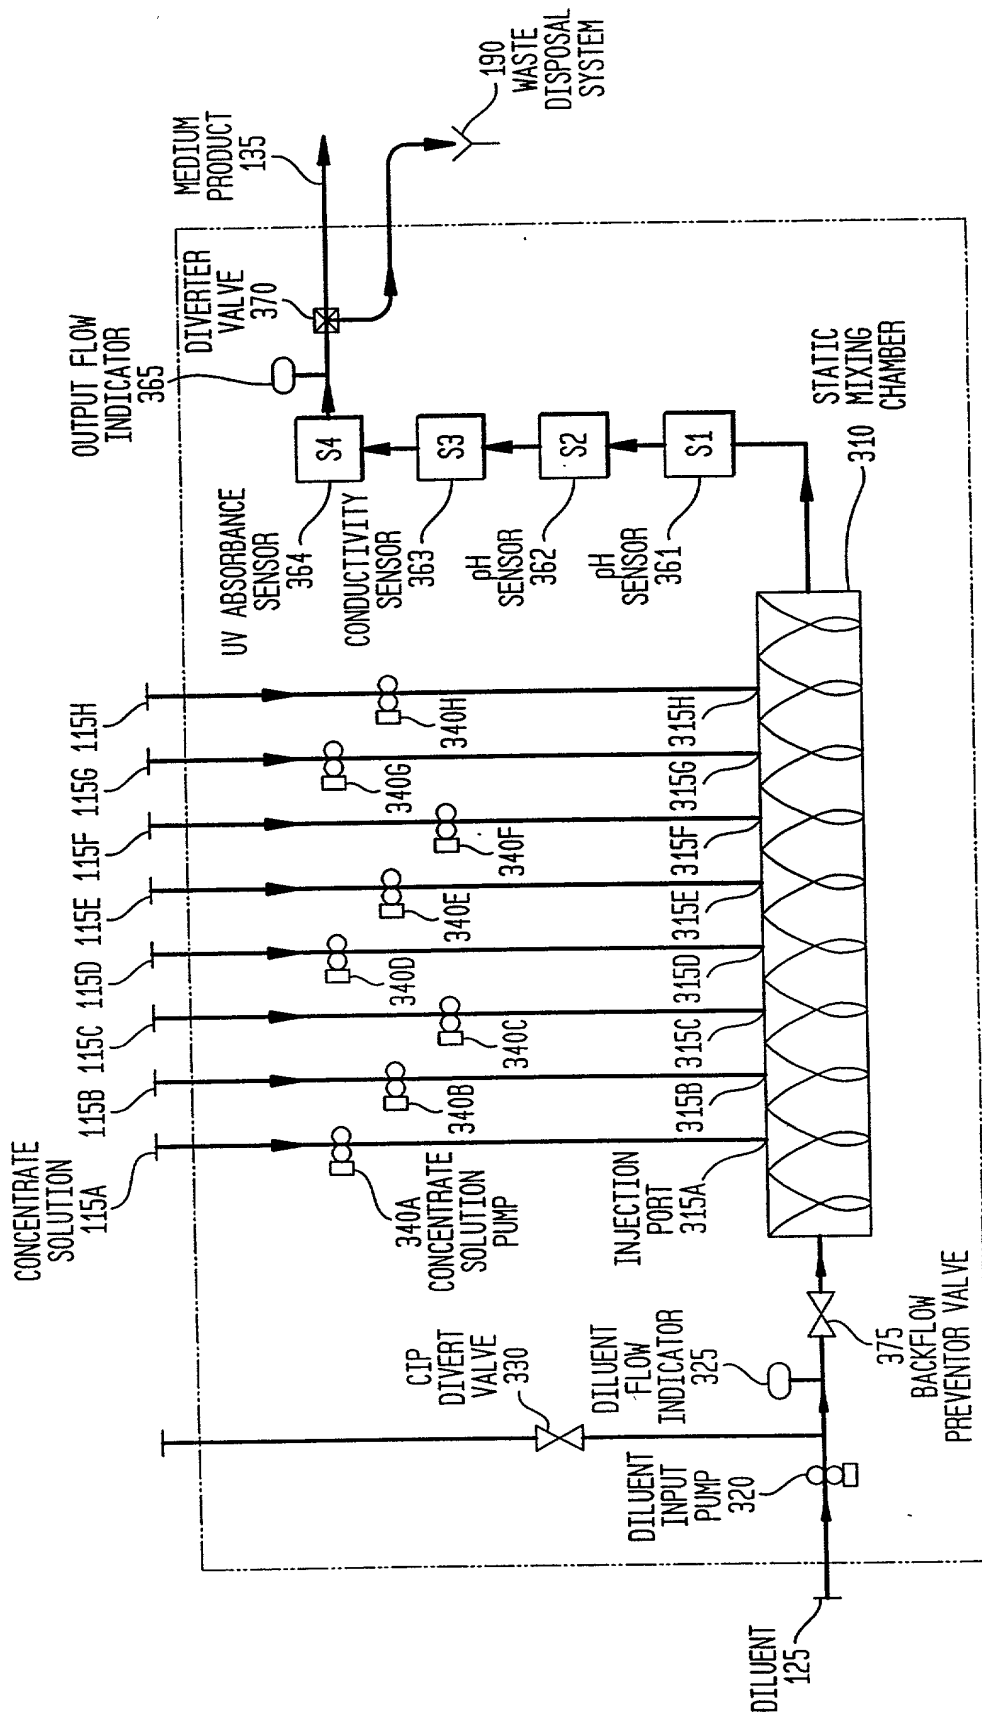 CONCENTRATE
SOLUTION
115A
115B
115C
115D
115E
115F
115G
115H
340A
CONCENTRATE
SOLUTION
PUMP
340B
340C
340D
340E
340F
340G
340H
INJECTION
PORT
315A
315B
315C
315D
315E
315F
315G
315H
CIP
DIVERT
VALVE
330
DILUENT
FLOW
INDICATOR
325
DILUENT
INPUT
PUMP
320
DILUENT
125
375
BACKFLOW
PREVENTOR VALVE
310
STATIC
MIXING
CHAMBER
S1
pH
SENSOR
361
S2
pH
SENSOR
362
S3
CONDUCTIVITY
SENSOR
363
S4
UV ABSORBANCE
SENSOR
364
OUTPUT FLOW
INDICATOR
365
DIVERTER
VALVE
370
MEDIUM
PRODUCT
135
190
WASTE
DISPOSAL
SYSTEM